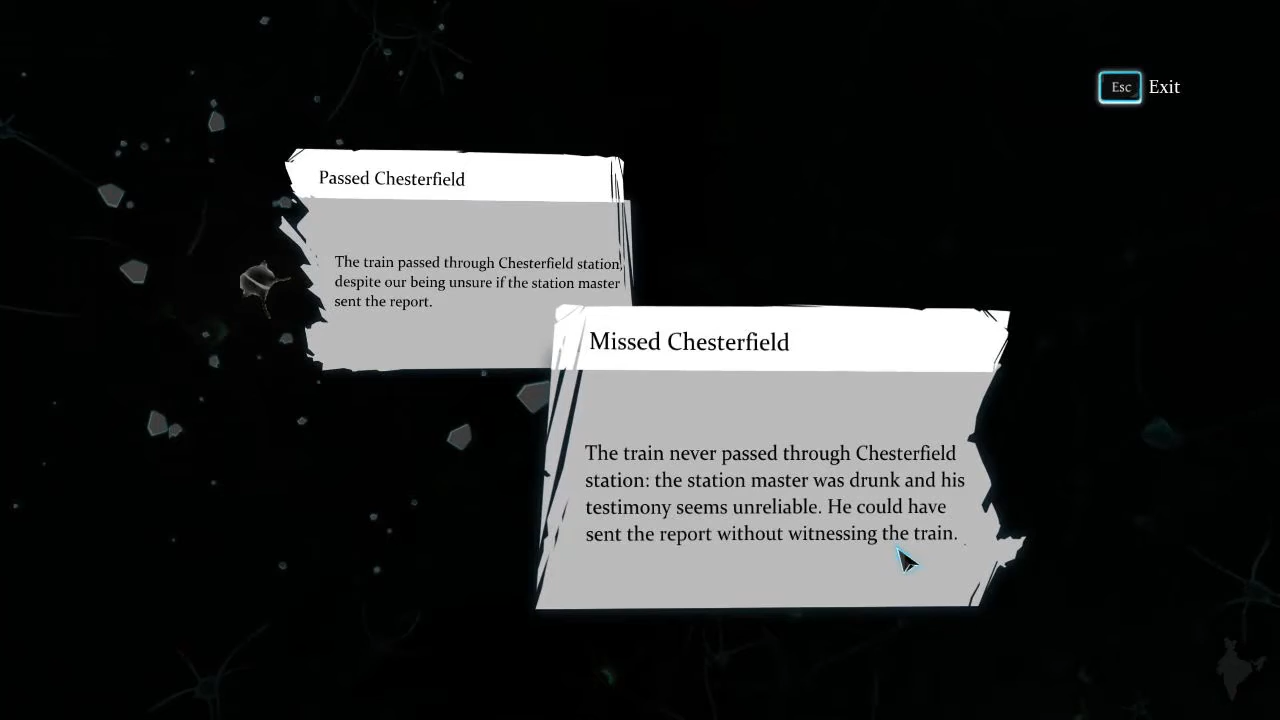 Esc Exit
Passed Chesterfield
The train passed through Chesterfield station,
despite our being unsure if the station master
sent the report.
Missed Chesterfield
The train never passed through Chesterfield
station: the station master was drunk and his
testimony seems unreliable. He could have
sent the report without witnessing the train.